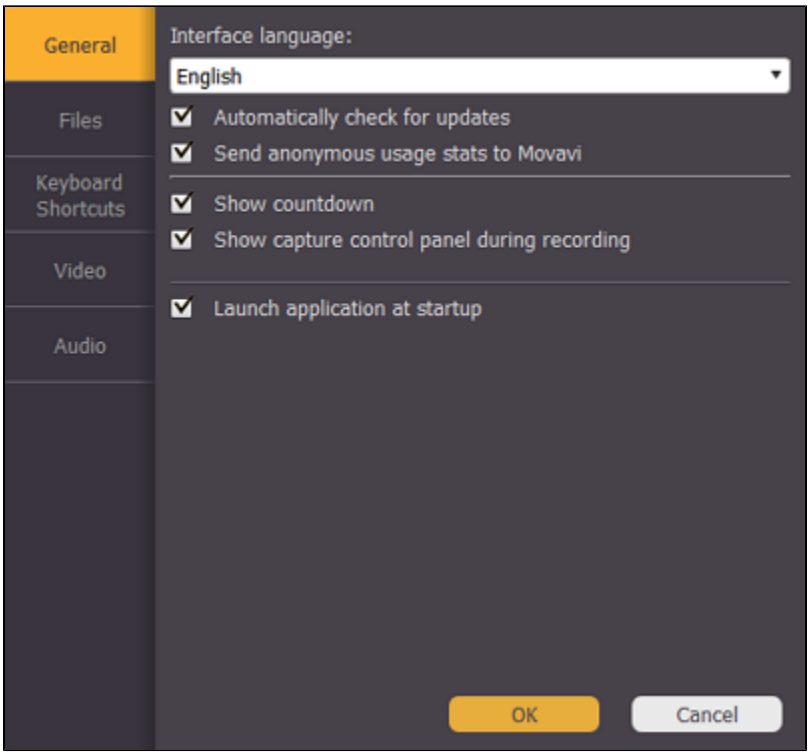 General
Files
Keyboard
Shortcuts
Video
Audio
Interface language:
English
Automatically check for updates
Send anonymous usage stats to Movavi
Show countdown
Show capture control panel during recording
Launch application at startup
OK
Cancel